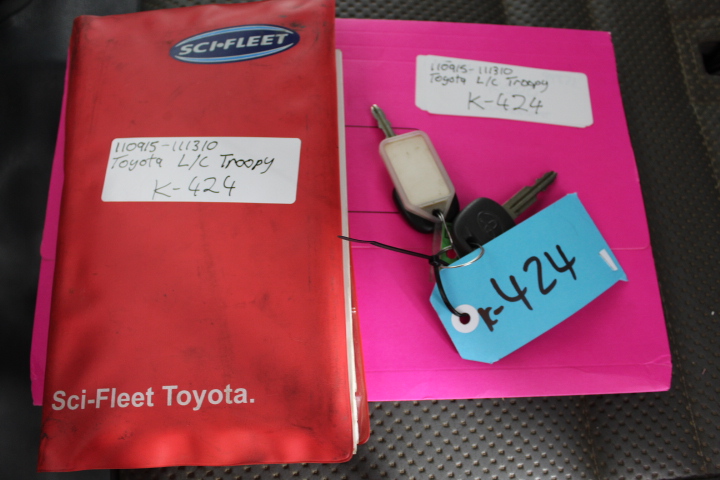 SCI-FLEET
110915-111310
Toyota L/C Troopy
K-424
Sci-Fleet Toyota.
110915-111310
Toyota L/C Troopy
K-424
K-424